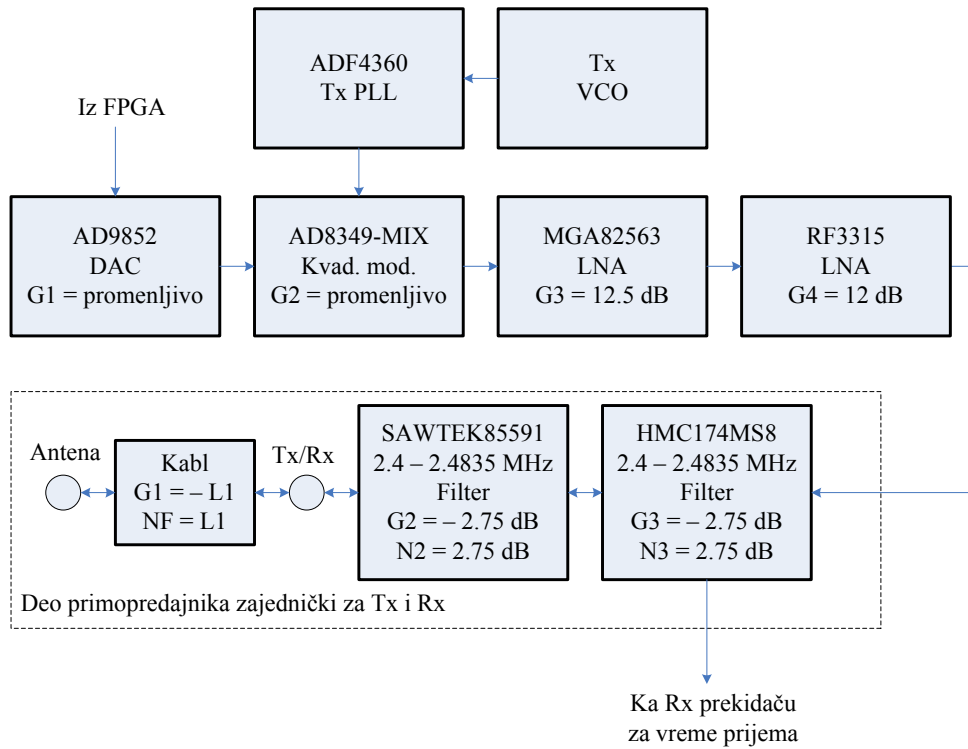 ADF4360
Tx PLL
Tx
VCO
Iz FPGA
AD9852
DAC
G1 = promenljivo
AD8349-MIX
Kvad. mod.
G2 = promenljivo
MGA82563
LNA
G3 = 12.5 dB
RF3315
LNA
G4 = 12 dB
Antena
Kabl
G1 = – L1
NF = L1
Tx/Rx
SAWTEK85591
2.4 – 2.4835 MHz
Filter
G2 = – 2.75 dB
N2 = 2.75 dB
HMC174MS8
2.4 – 2.4835 MHz
Filter
G3 = – 2.75 dB
N3 = 2.75 dB
Deo primopredajnika zajednički za Tx i Rx
Ka Rx prekidaču
za vreme prijema